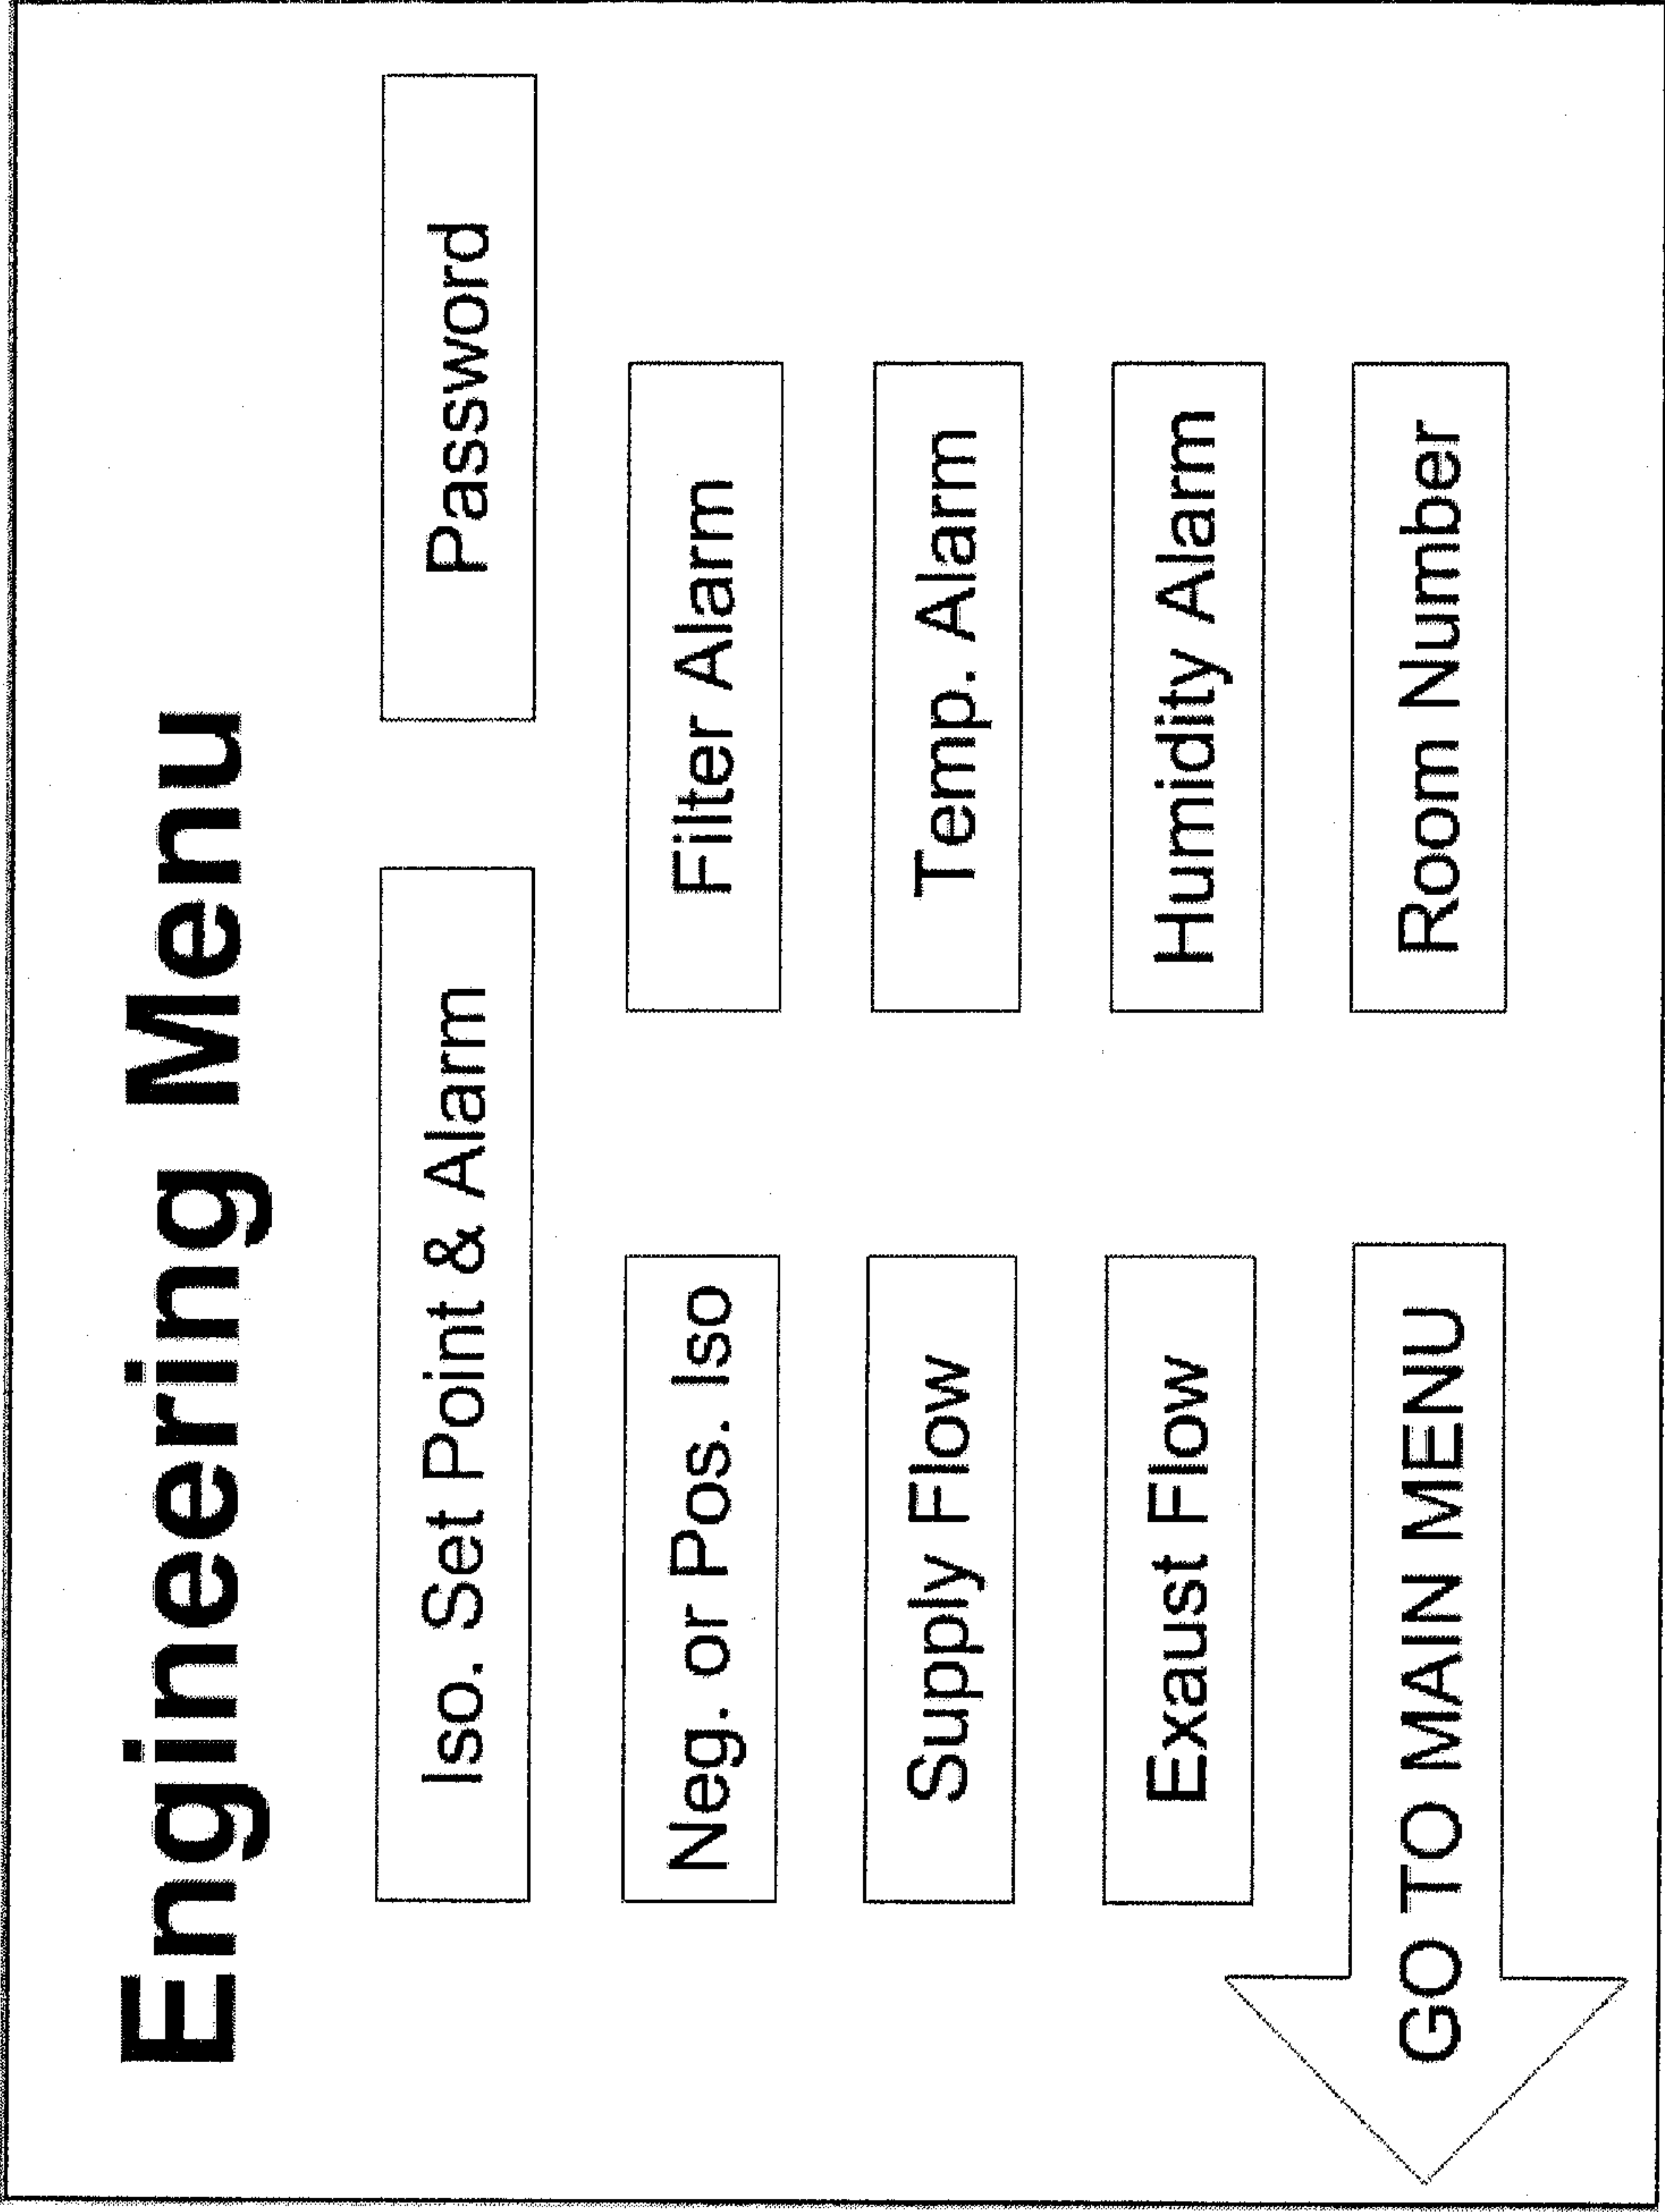 Engineering Menu
Iso. Set Point & Alarm
Password
Neg. or Pos. Iso
Filter Alarm
Supply Flow
Temp. Alarm
Exaust Flow
Humidity Alarm
GO TO MAIN MENU
Room Number